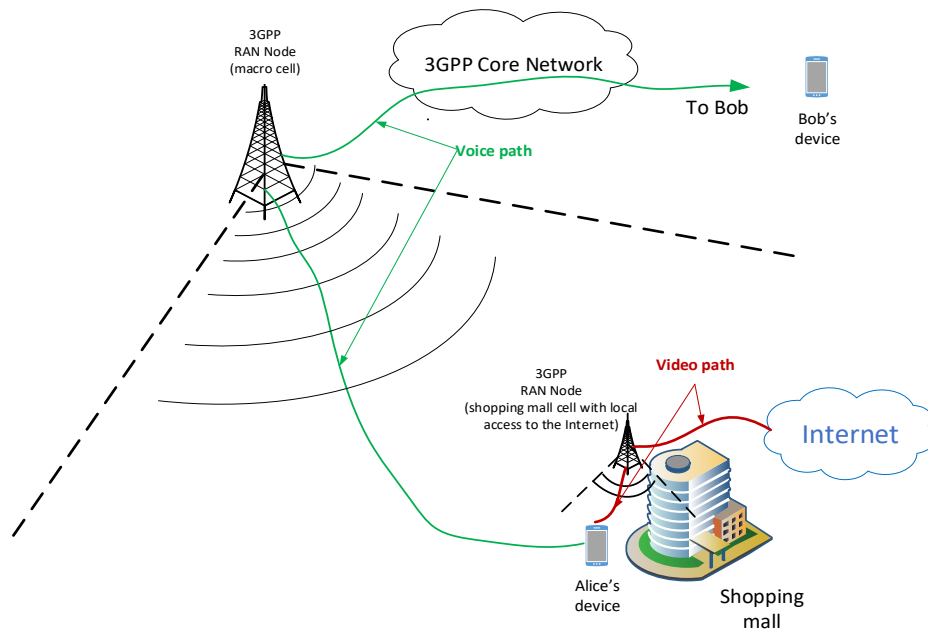 3GPP
RAN Node
(macro cell)
3GPP Core Network
To Bob
Bob's
device
Voice path
Video path
3GPP
RAN Node
(shopping mall cell with local
access to the Internet)
Internet
Alice's
device
Shopping
mall